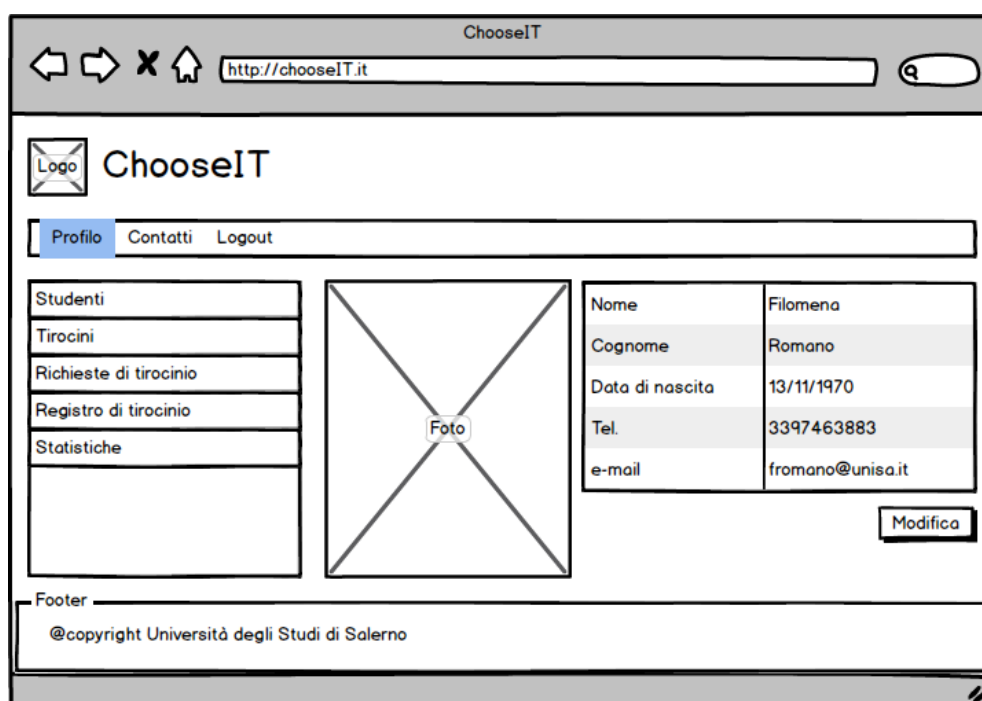 ChooseIT
http://chooseIT.it
Logo
ChooseIT
Profilo Contatti Logout
Studenti
Tirocini
Richieste di tirocinio
Registro di tirocinio
Statistiche
Foto
Nome Filomena
Cognome Romano
Data di nascita 13/11/1970
Tel. 3397463883
e-mail fromano@unisa.it
Modifica
Footer
@copyright Università degli Studi di Salerno